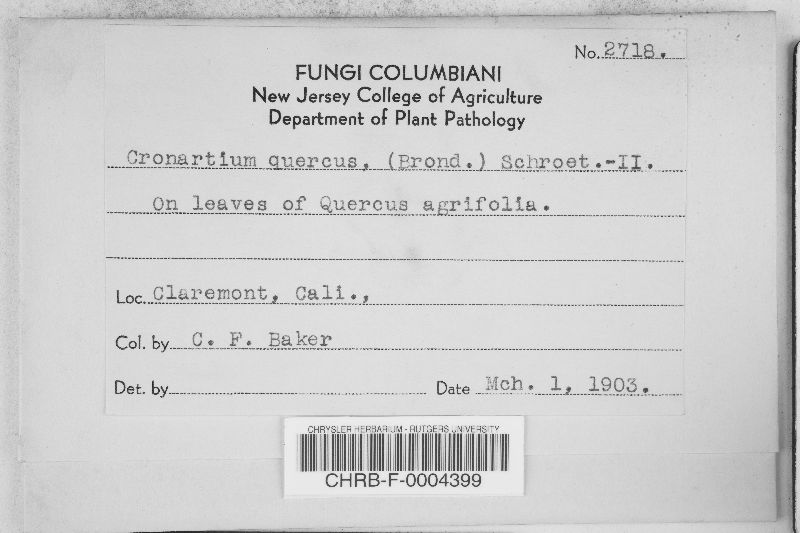 No. 2718.
FUNGI COLUMBIANI
New Jersey College of Agriculture
Department of Plant Pathology
Cronartium quercus, (Brond.) Schroet.-II.
On leaves of Quercus agrifolia.
Loc. Claremont, Cali.,
Col. by C. F. Baker
Det. by Date Mch. 1, 1903.
CHRYSLER HERBARIUM - RUTGERS UNIVERSITY
CHRB-F-0004399